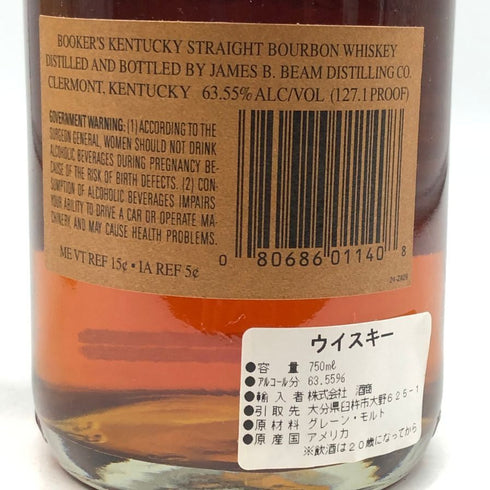 BOOKER'S KENTUCKY STRAIGHT BOURBON WHISKEY
DISTILLED AND BOTTLED BY JAMES B. BEAM DISTILLING CO.
CLERMONT, KENTUCKY 63.55% ALC/VOL (127.1 PROOF)
GOVERNMENT WARNING: (1) ACCORDING TO THE
SURGEON GENERAL, WOMEN SHOULD NOT DRINK
ALCOHOLIC BEVERAGES DURING PREGNANCY BE-
CAUSE OF THE RISK OF BIRTH DEFECTS. (2) CON-
SUMPTION OF ALCOHOLIC BEVERAGES IMPAIRS
YOUR ABILITY TO DRIVE A CAR OR OPERATE MA-
CHINERY, AND MAY CAUSE HEALTH PROBLEMS.
ME VT REF 15¢ • IA REF 5¢
0 80686 01140 8
ウイスキー
●容 量 750mℓ
●アルコール分 63.55%
●輸入者 株式会社 酒商
●引取先 大分県臼杵市大野625-1
●原材料 グレーン・モルト
●原産国 アメリカ
※飲酒は20歳になってから